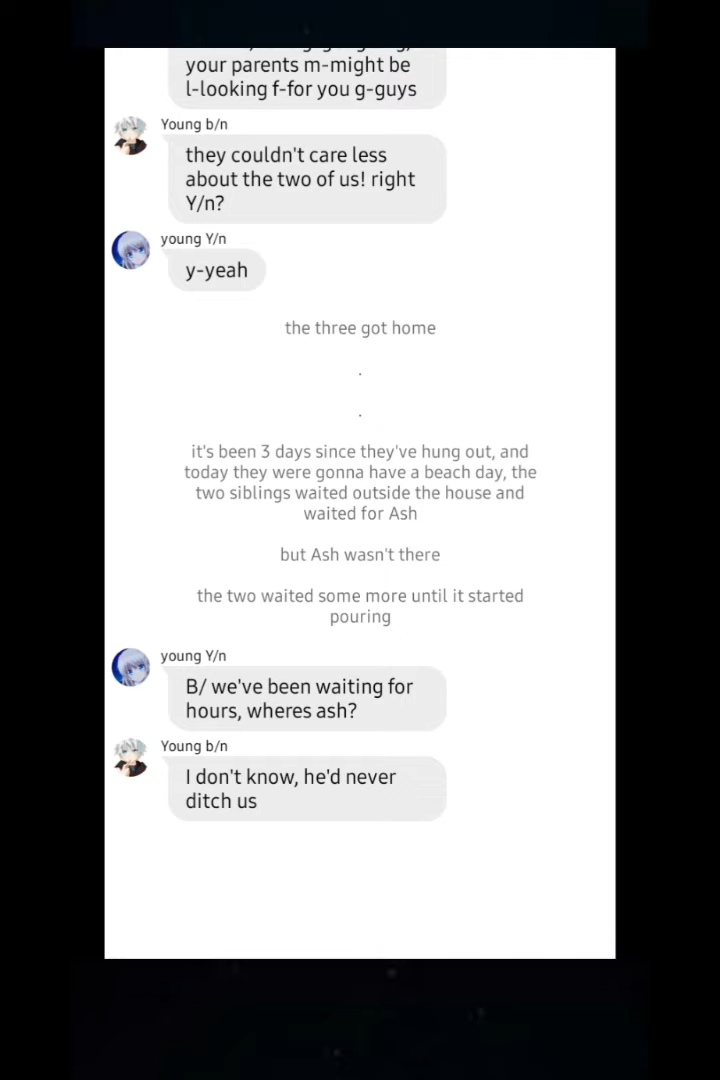 your parents m-might be
l-looking f-for you g-guys
Young b/n
they couldn't care less
about the two of us! right
Y/n?
young Y/n
y-yeah
the three got home
.
.
it's been 3 days since they've hung out, and
today they were gonna have a beach day, the
two siblings waited outside the house and
waited for Ash
but Ash wasn't there
the two waited some more until it started
pouring
young Y/n
B/ we've been waiting for
hours, wheres ash?
Young b/n
I don't know, he'd never
ditch us